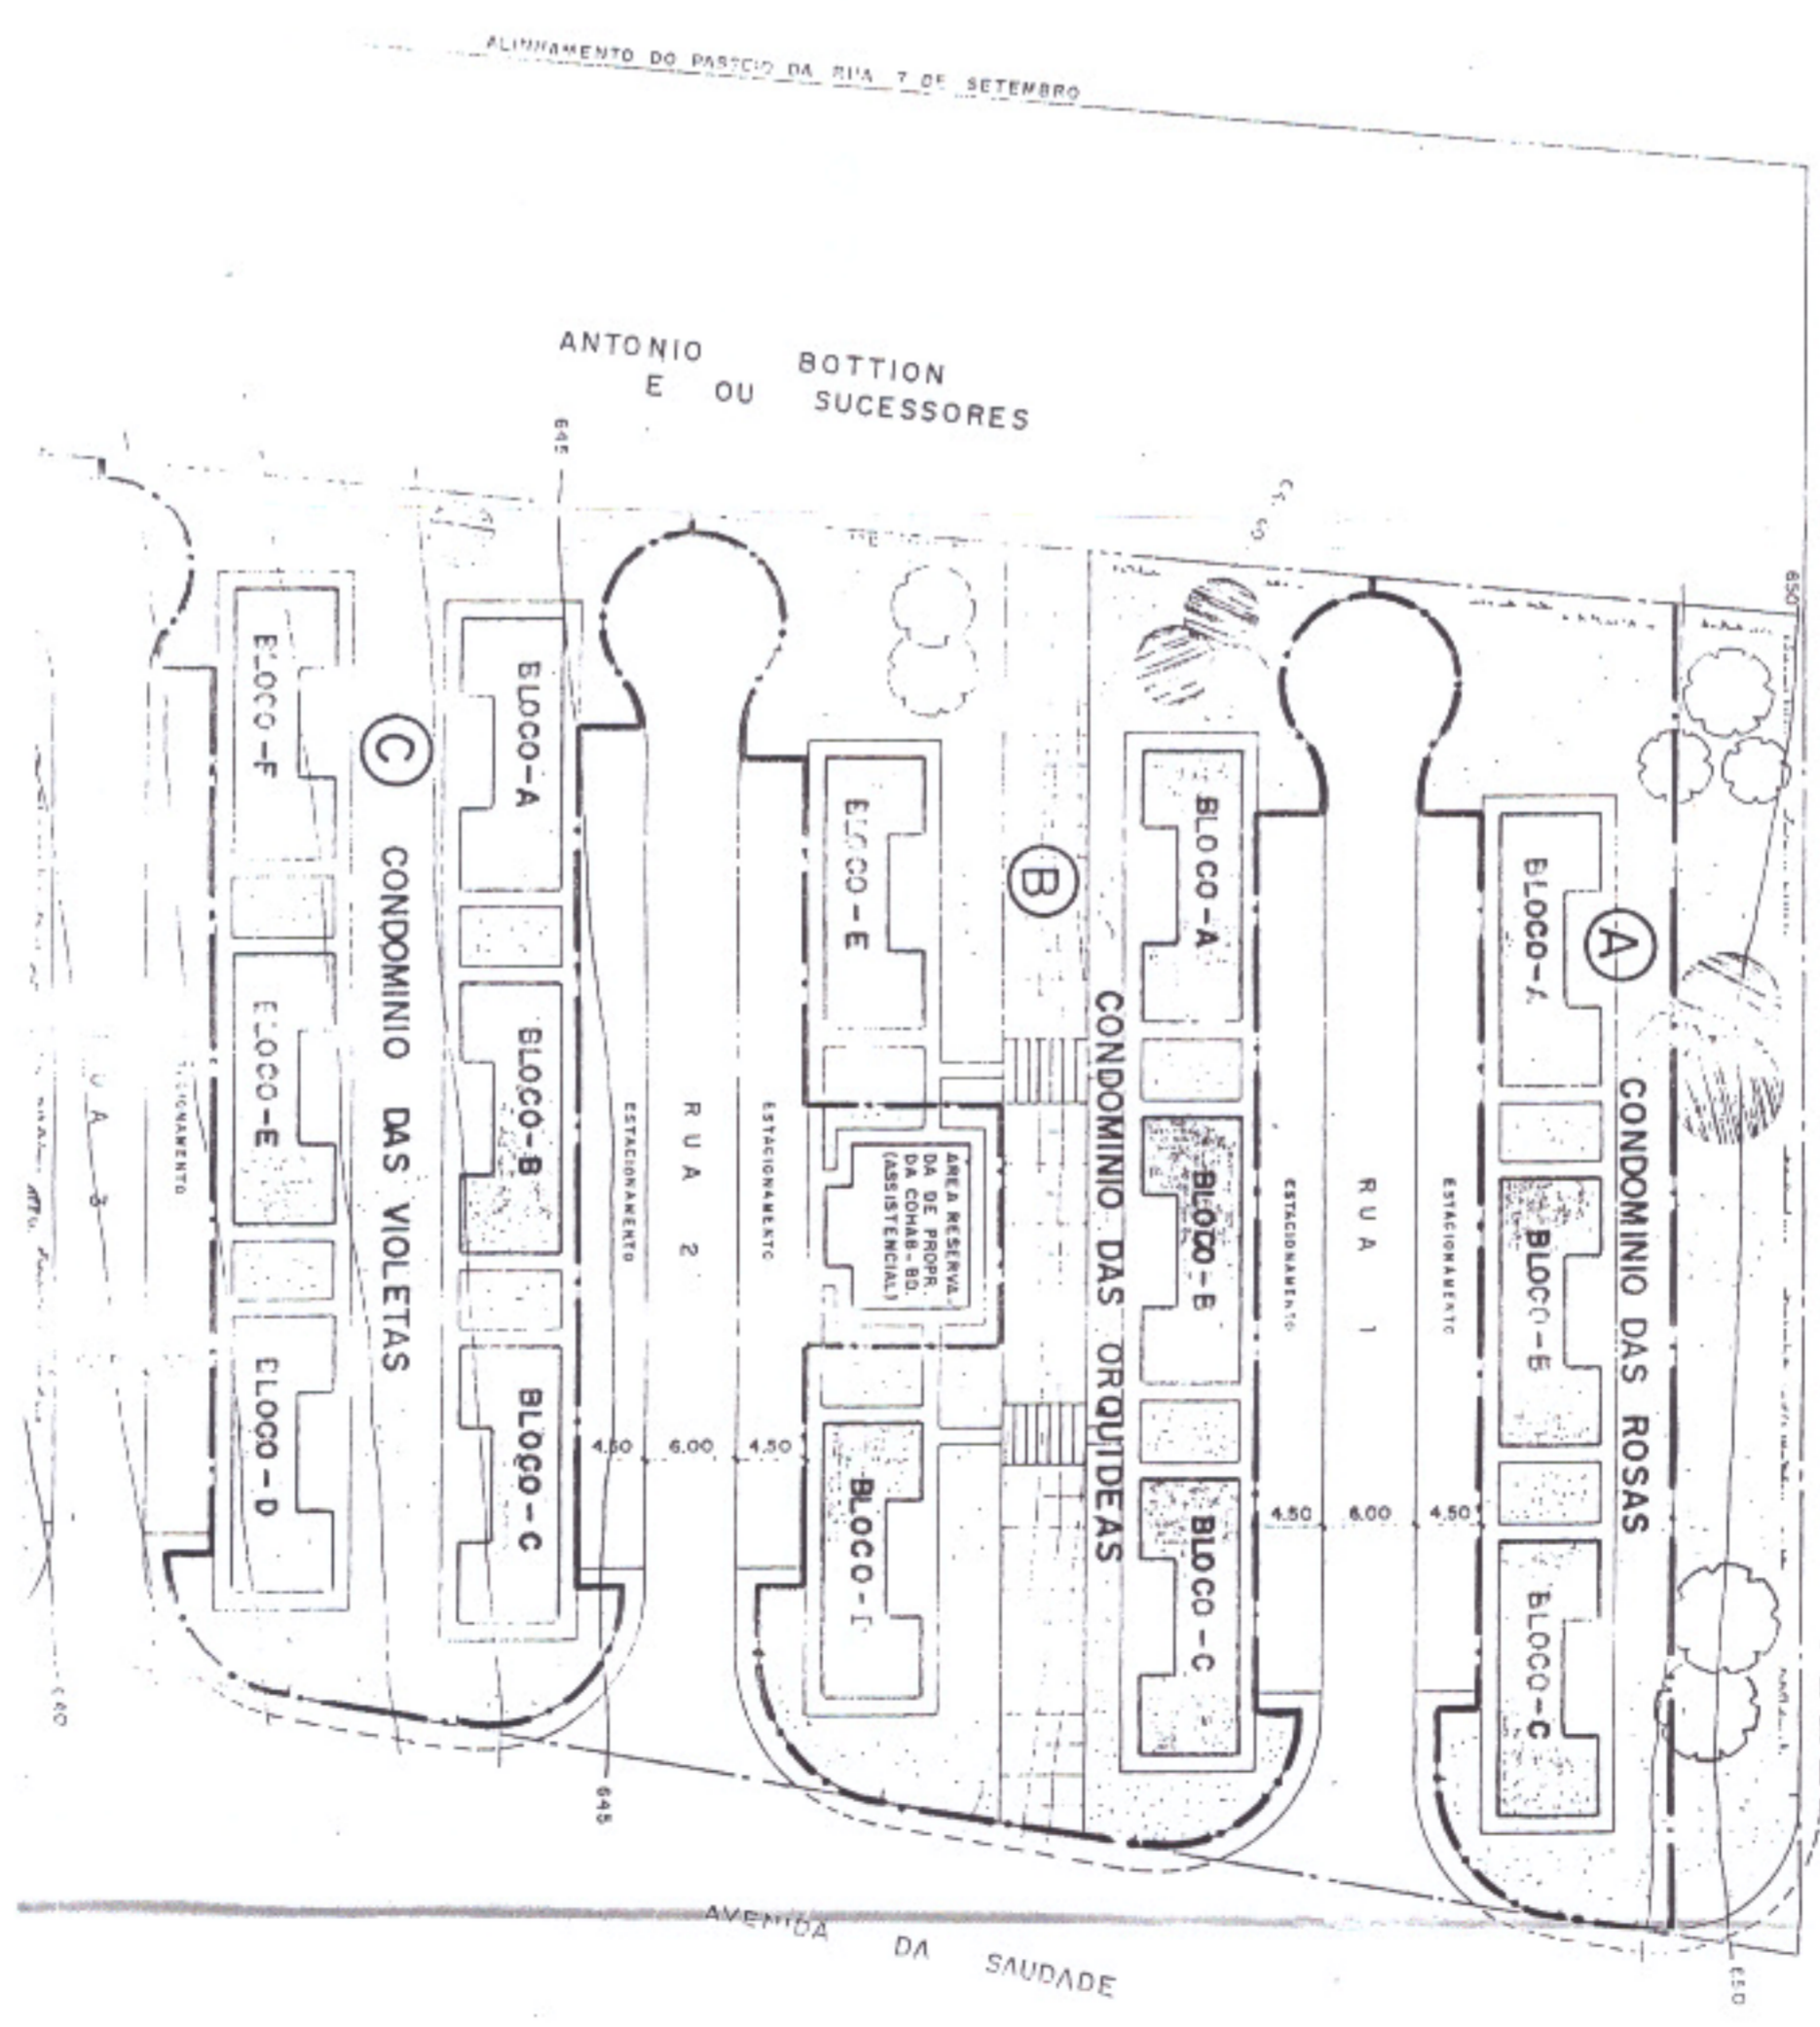 ALINHAMENTO DO PASSEIO DA RUA 7 DE SETEMBRO
ANTONIO BOTTION
E OU SUCESSORES
645
650
BLOCO-F
BLOCO-A
C
CONDOMINIO DAS VIOLETAS
BLOCO-E
BLOCO-B
BLOCO-D
BLOCO-C
ESTACIONAMENTO
RUA 2
ESTACIONAMENTO
4.50
6.00
4.50
BLOCO-E
B
CONDOMINIO DAS ORQUIDEAS
AREA RESERVA-
DA DE PROPR.
DA COHAB-BD.
(ASSISTENCIAL)
BLOCO-A
BLOCO-B
BLOCO-C
ESTACIONAMENTO
RUA 1
ESTACIONAMENTO
4.50
6.00
4.50
BLOCO-A
A
CONDOMINIO DAS ROSAS
BLOCO-B
BLOCO-C
645
650
AVENIDA
DA
SAUDADE